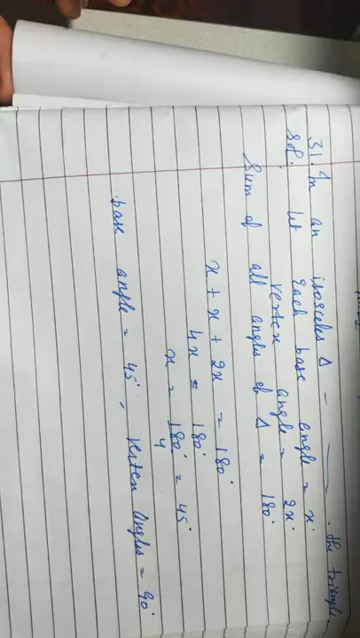 31. In an isosceles Δ - —— . the triangle.
Sol. Let each base angle = x°
vertex angle = 2x°
Sum of all angles of Δ = 180°
x + x + 2x = 180°
4x = 180°
x = 180°/4 = 45°
base angle = 45°, Vertex Angles = 90°